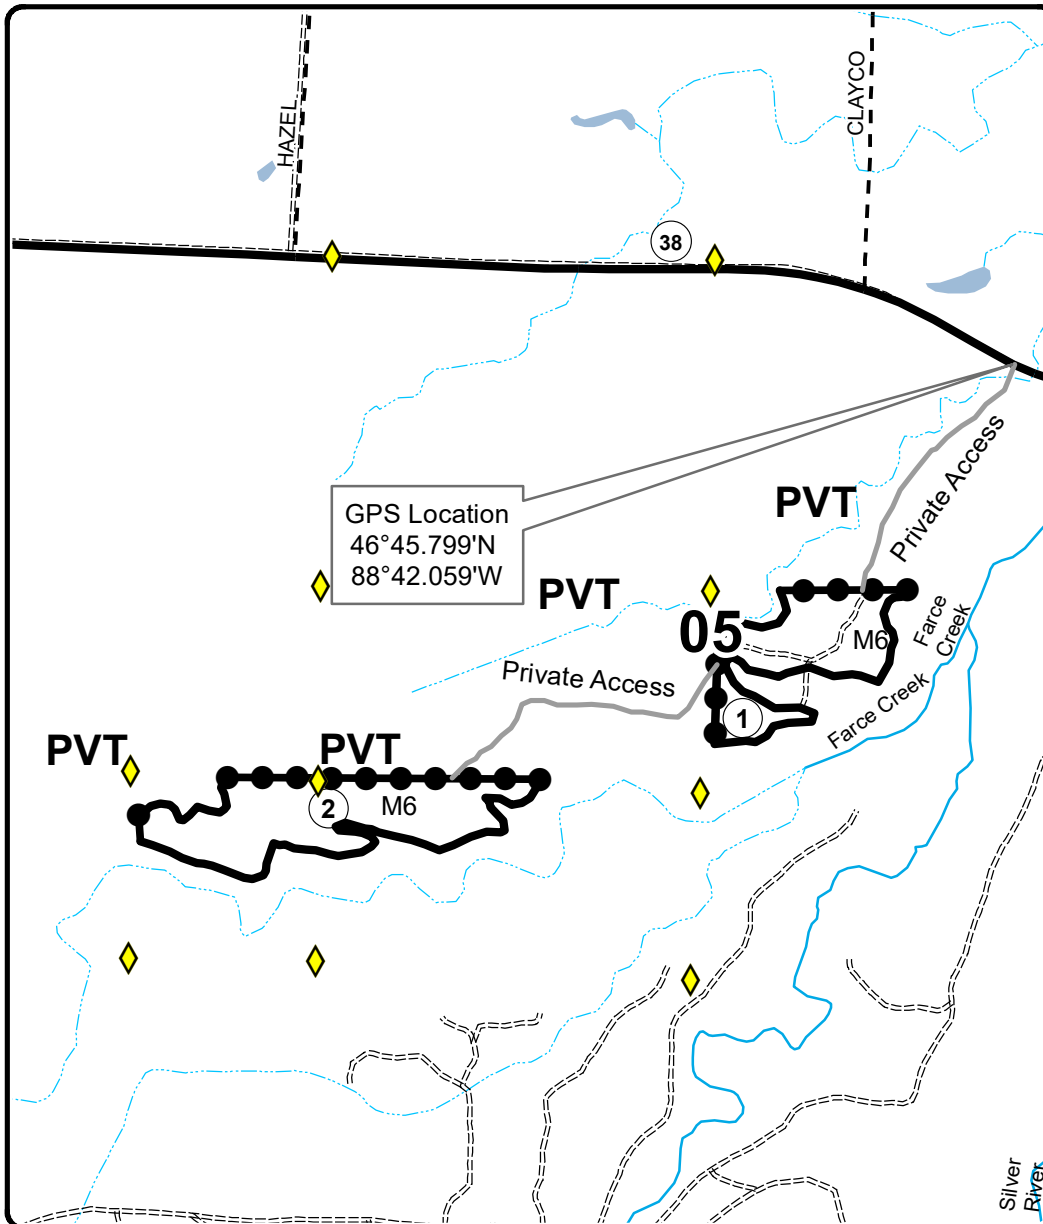 HAZEL
CLAYCO
38
GPS Location
46°45.799'N
88°42.059'W
PVT
Private Access
PVT
05
M6
Farce
Creek
Private Access
1
Farce Creek
PVT
PVT
2
M6
Silver
River